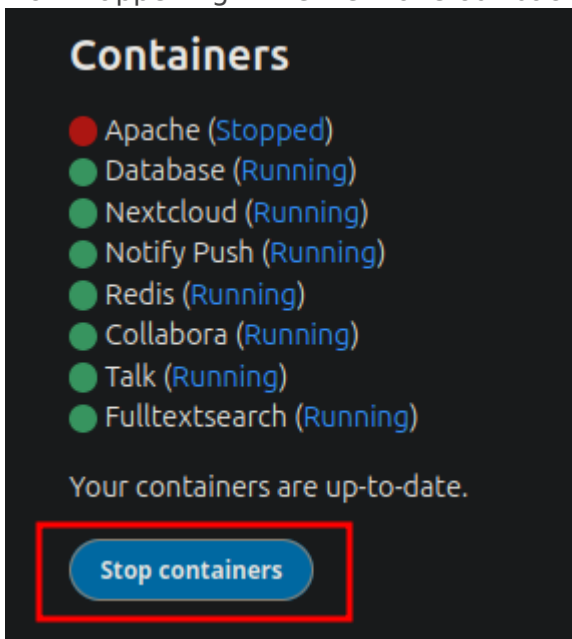 Containers
Apache (Stopped)
Database (Running)
Nextcloud (Running)
Notify Push (Running)
Redis (Running)
Collabora (Running)
Talk (Running)
Fulltextsearch (Running)
Your containers are up-to-date.
Stop containers